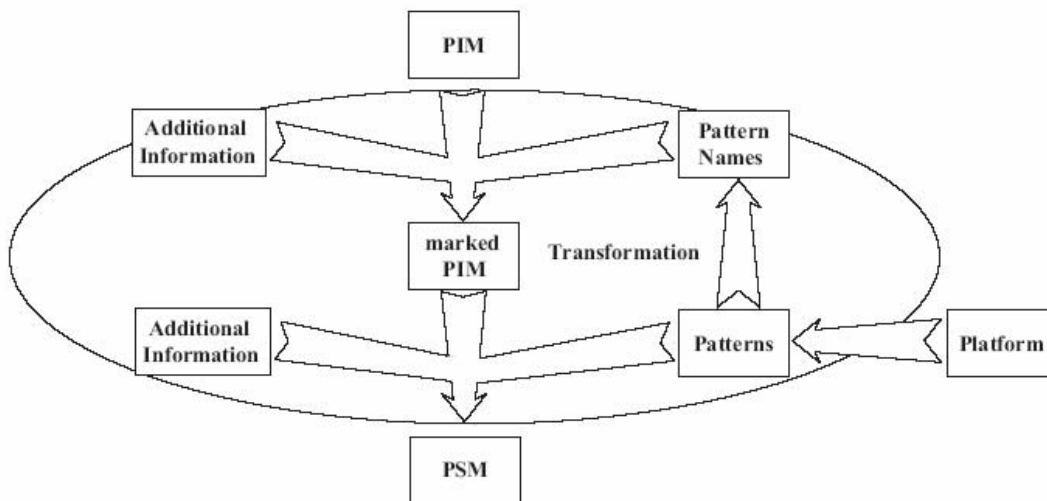 PIM
Additional
Information
Pattern
Names
marked
PIM
Transformation
Additional
Information
Patterns
Platform
PSM